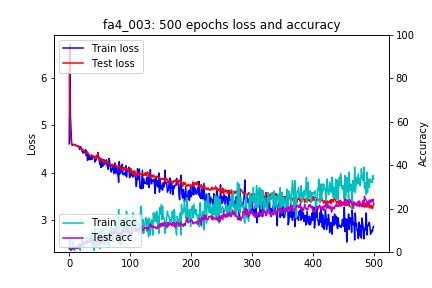 fa4_003: 500 epochs loss and accuracy
Train loss
Test loss
Train acc
Test acc
Loss
Accuracy
6
5
4
3
100
80
60
40
20
0
0 100 200 300 400 500